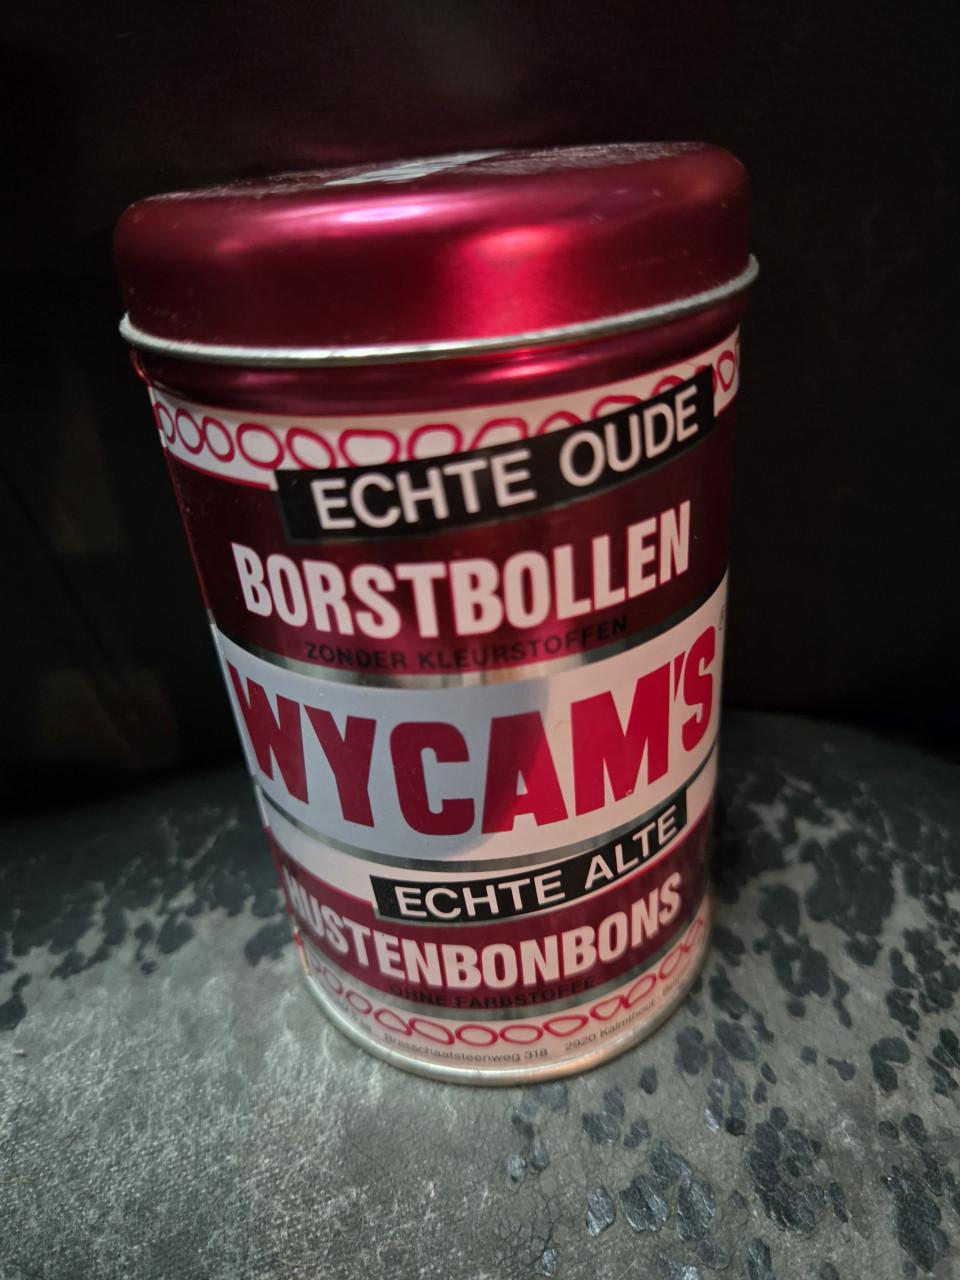 ECHTE OUDE
BORSTBOLLEN
ZONDER KLEURSTOFFEN
WYCAM'S
ECHTE ALTE
HUSTENBONBONS
OHNE FARBSTOFFE
Brasschaatsteenweg 318 2920 Kalmthout